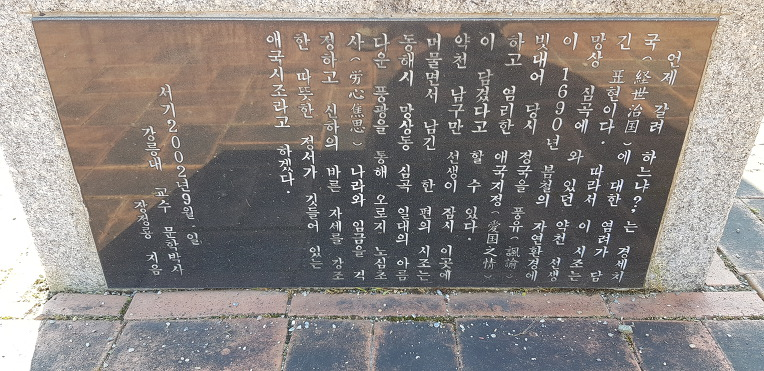 언제 갈려 하느냐?」는 경세치
국(経世治国)에 대한 염려가 담
긴 표현이다. 따라서 이 시조는
망상 심곡에 와 있던 약천 선생
이 1690년 봄철의 자연환경에
빗대어 당시 정국을 풍유(諷諭)
하고 염려한 애국지정(愛国之情)
이 담겼다고 할 수 있다.
약천 남구만 선생이 잠시 이곳에
머물면서 남긴 한 편의 시조는
동해시 망상동 심곡 일대의 아름
다운 풍광을 통해 오로지 노심초
사(労心焦思) 나라와 임금을 걱
정하고 신하의 바른 자세를 강조
한 따뜻한 정서가 깃들어 있는
애국시조라고 하겠다.
서기2002년9월.일
강릉대 교수 문학박사
장정룡 지음